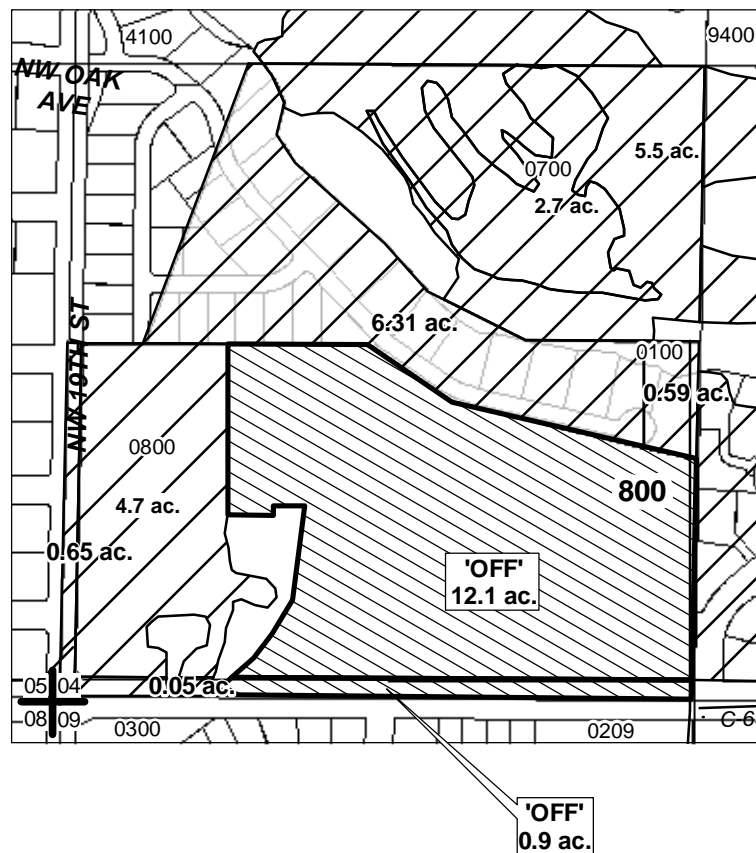 4100
9400
NW OAK
AVE
5.5 ac.
0700
2.7 ac.
6.31 ac.
0100
0.59 ac.
NW 19TH ST
0800
4.7 ac.
800
0.65 ac.
'OFF'
12.1 ac.
0.05 ac.
05 04
08 09
0300
0209
C-6
'OFF'
0.9 ac.